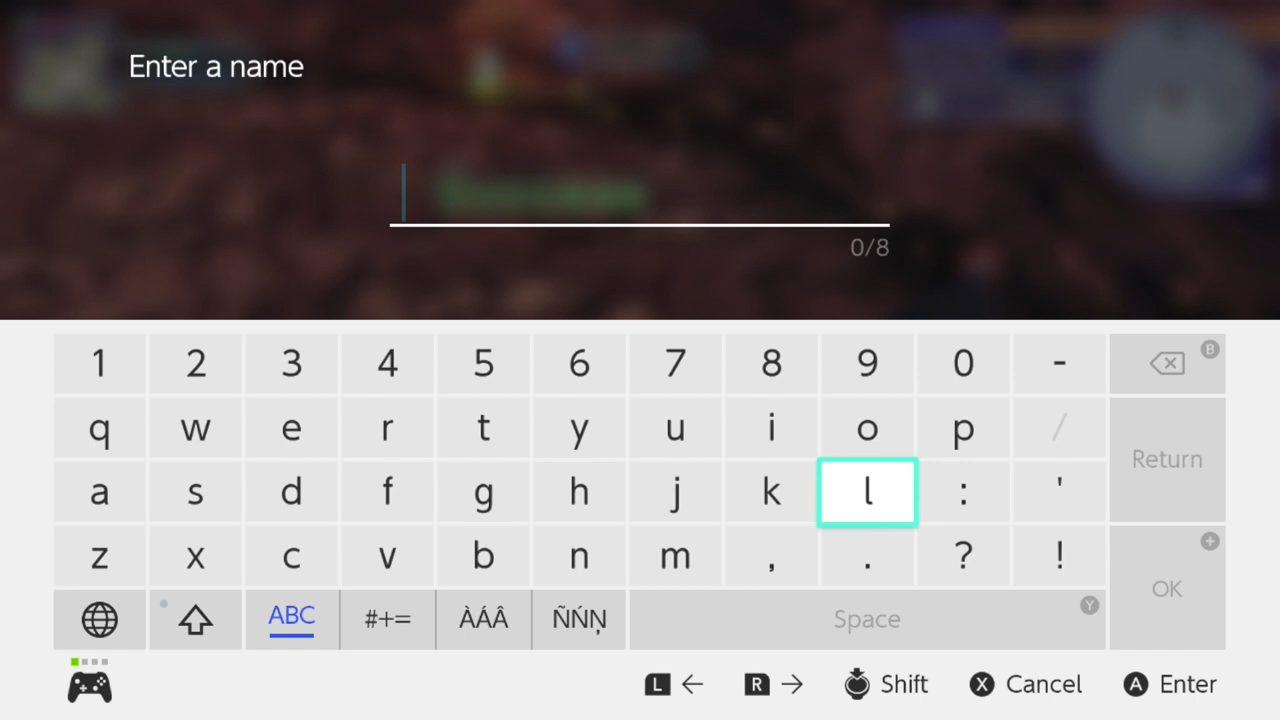 Enter a name
0/8
1 2 3 4 5 6 7 8 9 0 - B
q w e r t y u i o p / Return
a s d f g h j k l : '
z x c v b n m , . ? ! + OK
ABC #+= ÀÁÂ ÑŃŅ Space Y
L ← R → Shift X Cancel A Enter